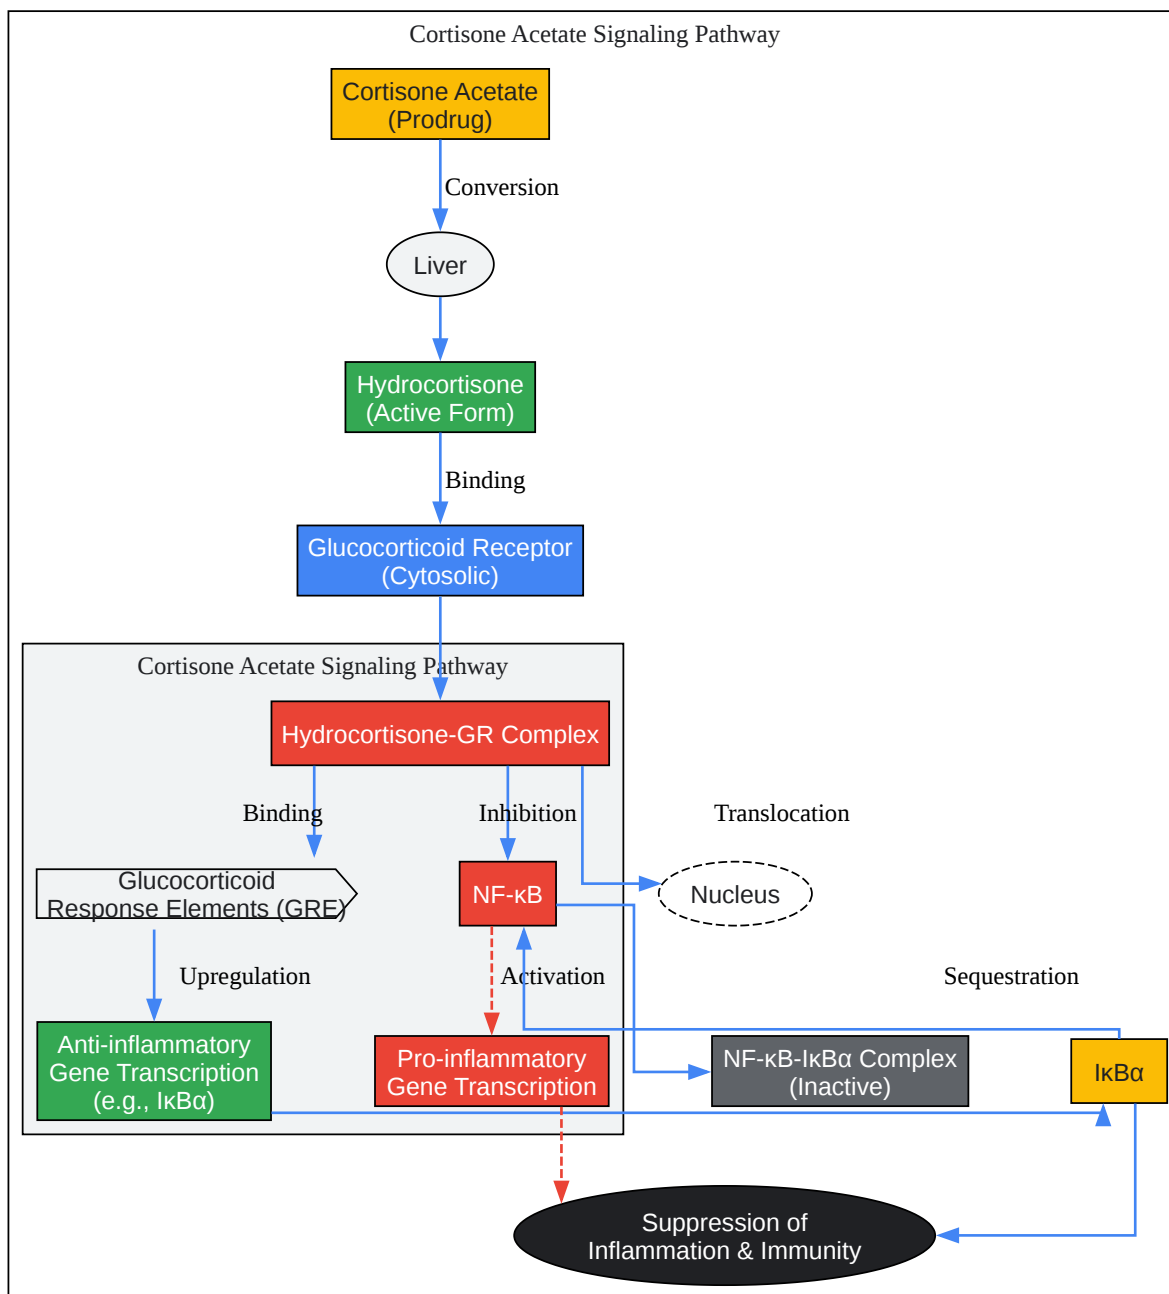 Cortisone Acetate Signaling Pathway
Cortisone Acetate
(Prodrug)
Conversion
Liver
Hydrocortisone
(Active Form)
Binding
Glucocorticoid Receptor
(Cytosolic)
Cortisone Acetate Signaling Pathway
Hydrocortisone-GR Complex
Binding
Inhibition
Translocation
Glucocorticoid
Response Elements (GRE)
NF-κB
Nucleus
Upregulation
Activation
Sequestration
Anti-inflammatory
Gene Transcription
(e.g., IκBα)
Pro-inflammatory
Gene Transcription
NF-κB-IκBα Complex
(Inactive)
IκBα
Suppression of
Inflammation & Immunity